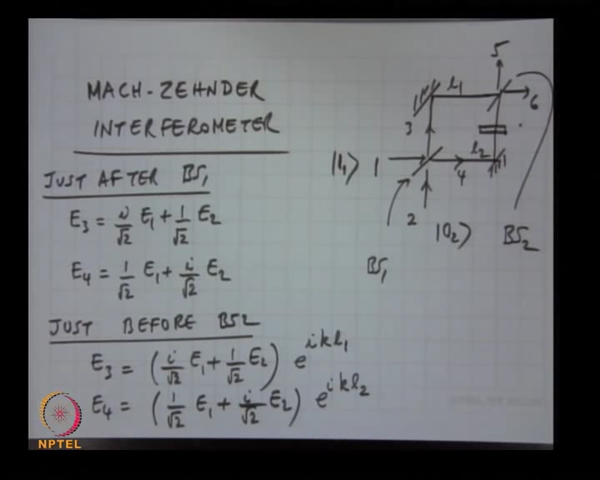 MACH-ZEHNDER
INTERFEROMETER
JUST AFTER BS₁
E₃ = i/√2 E₁ + 1/√2 E₂
E₄ = 1/√2 E₁ + i/√2 E₂
JUST BEFORE BS2
E₃ = (i/√2 E₁ + 1/√2 E₂) e^{ikl₁}
E₄ = (1/√2 E₁ + i/√2 E₂) e^{ikl₂}
5
l₁
6
3
l₂
|1₁⟩ 1
4
2
|0₂⟩
BS₂
BS₁
NPTEL